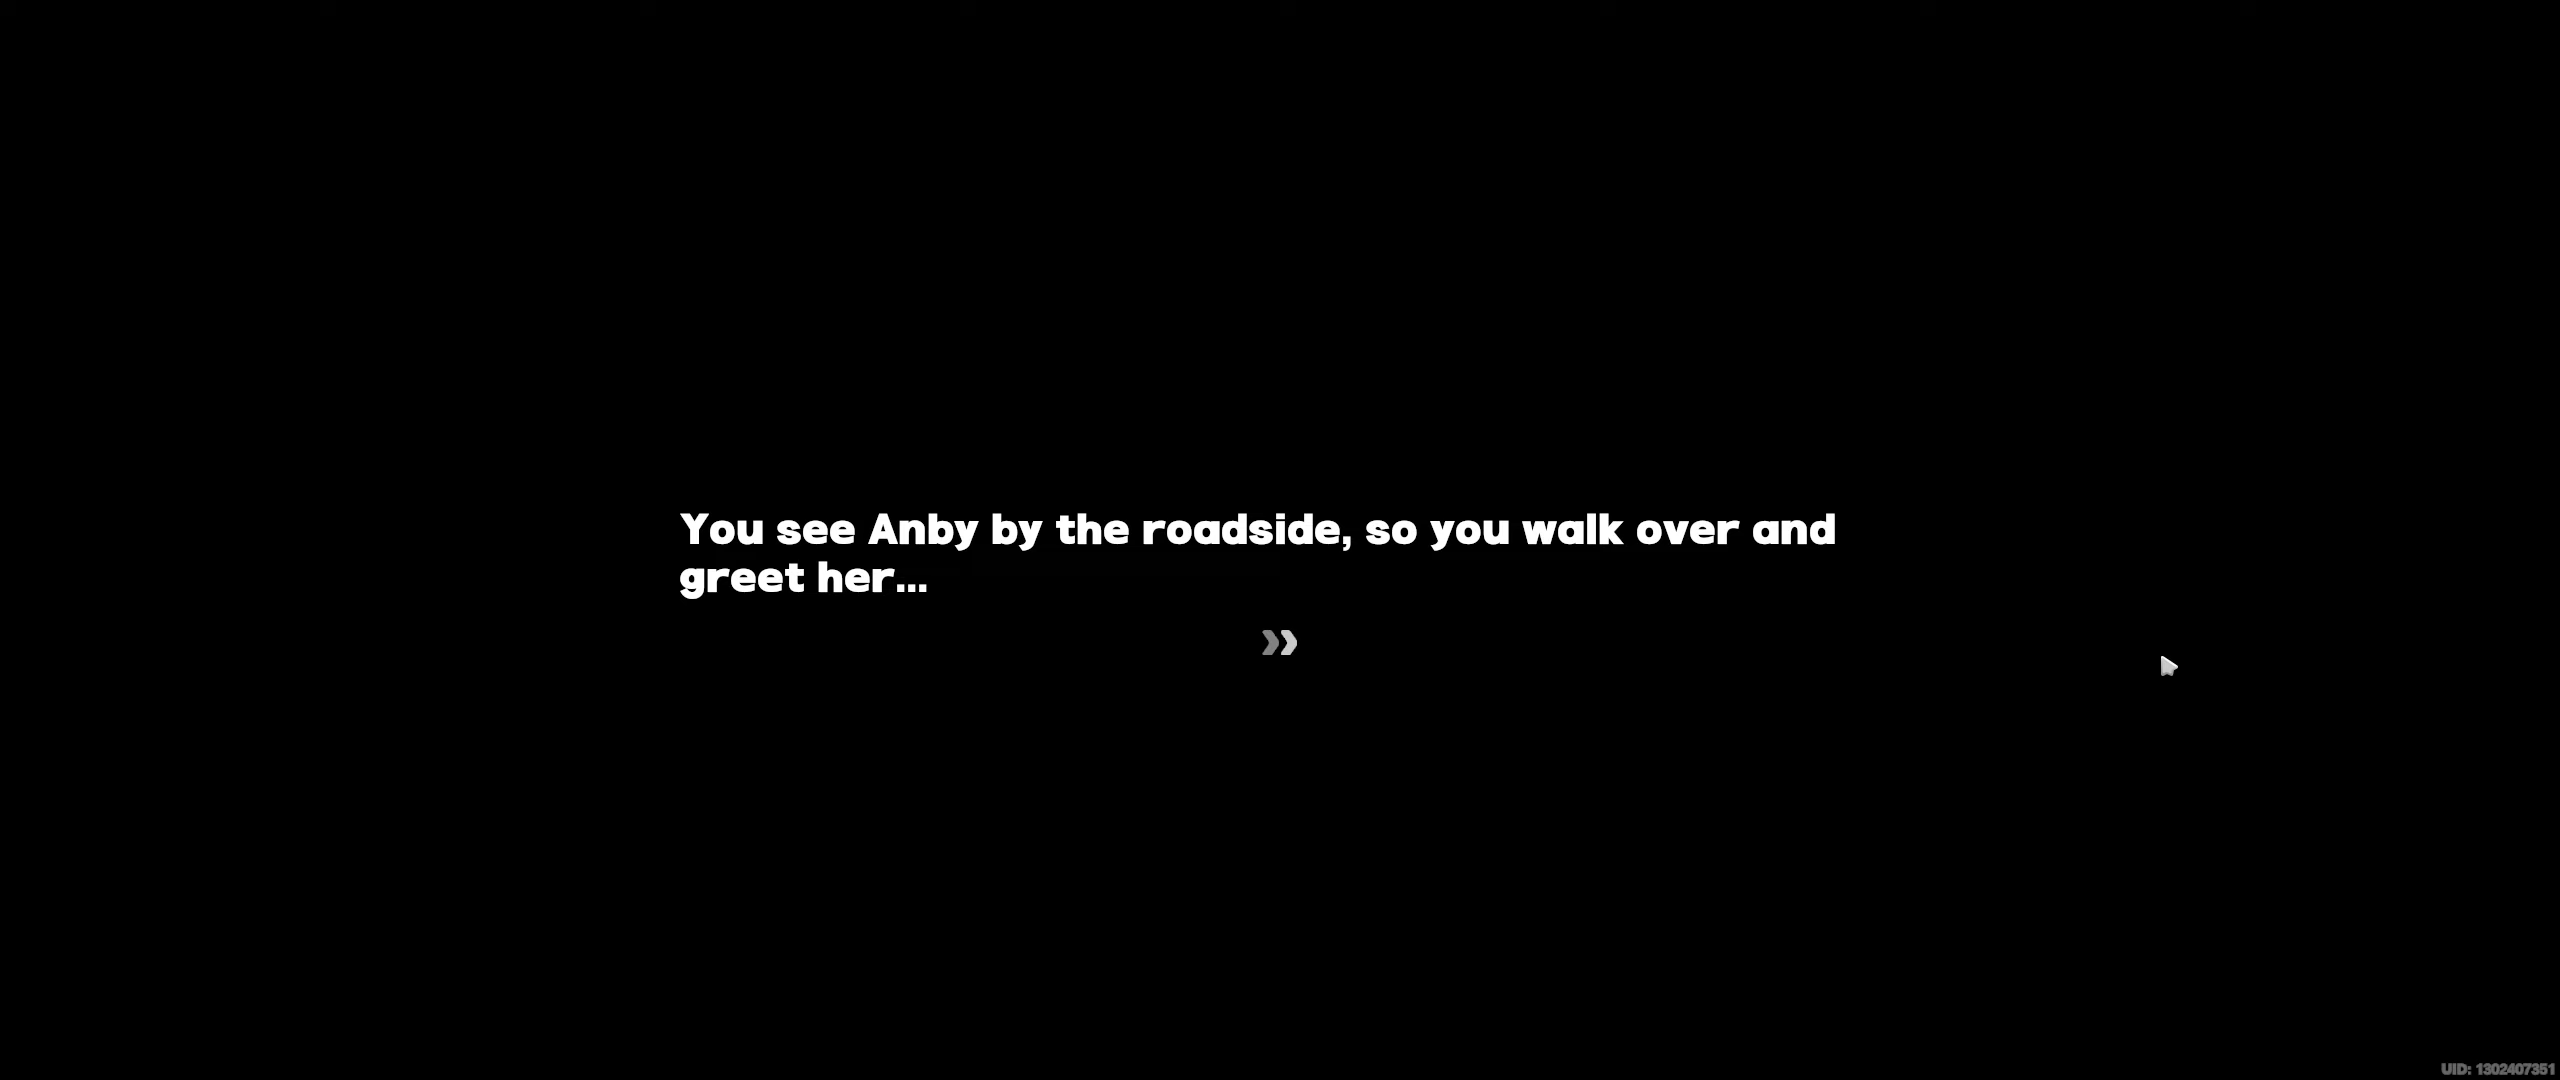 You see Anby by the roadside, so you walk over and
greet her...
UID: 1302407351